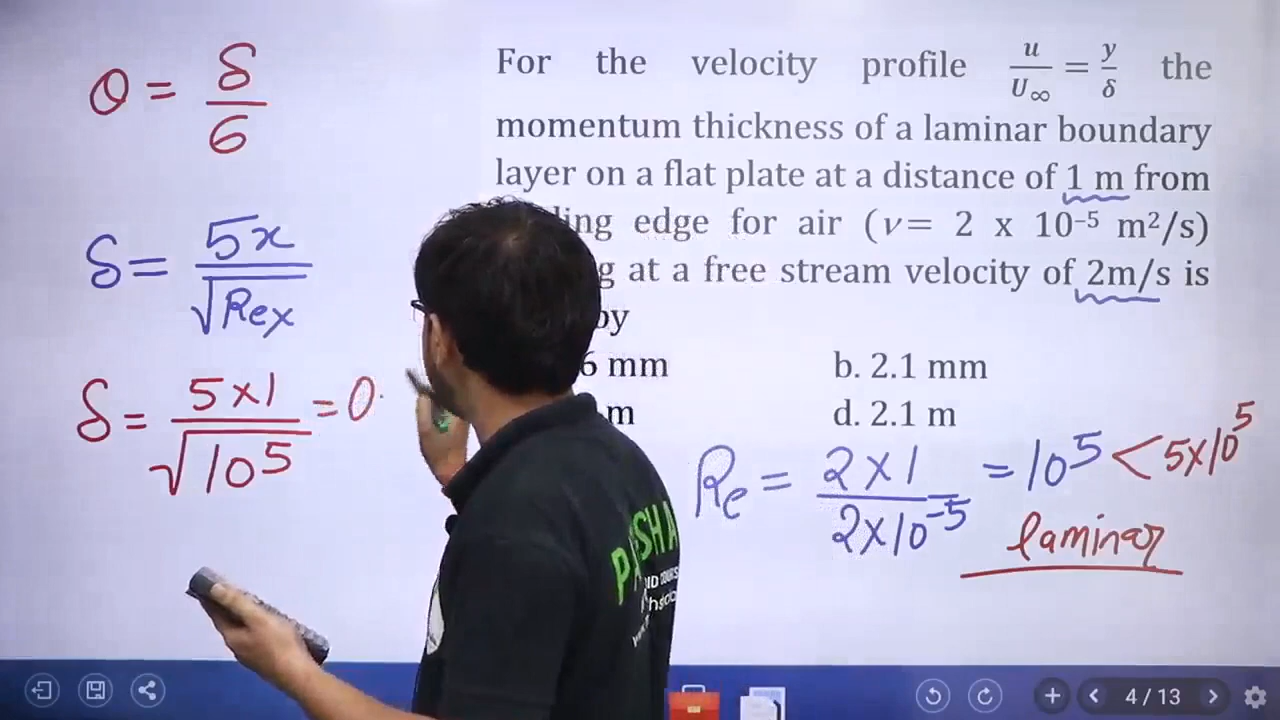 θ = δ/6
δ = 5x/√Rex
δ = 5×1/√10⁵ = 0.
For the velocity profile u/U∞ = y/δ the
momentum thickness of a laminar boundary
layer on a flat plate at a distance of 1 m from
edge for air (ν= 2 x 10⁻⁵ m²/s)
at a free stream velocity of 2m/s is
by
6 mm
b. 2.1 mm
m
d. 2.1 m
Re = 2×1/2×10⁻⁵ = 10⁵ < 5×10⁵
laminar
4 / 13